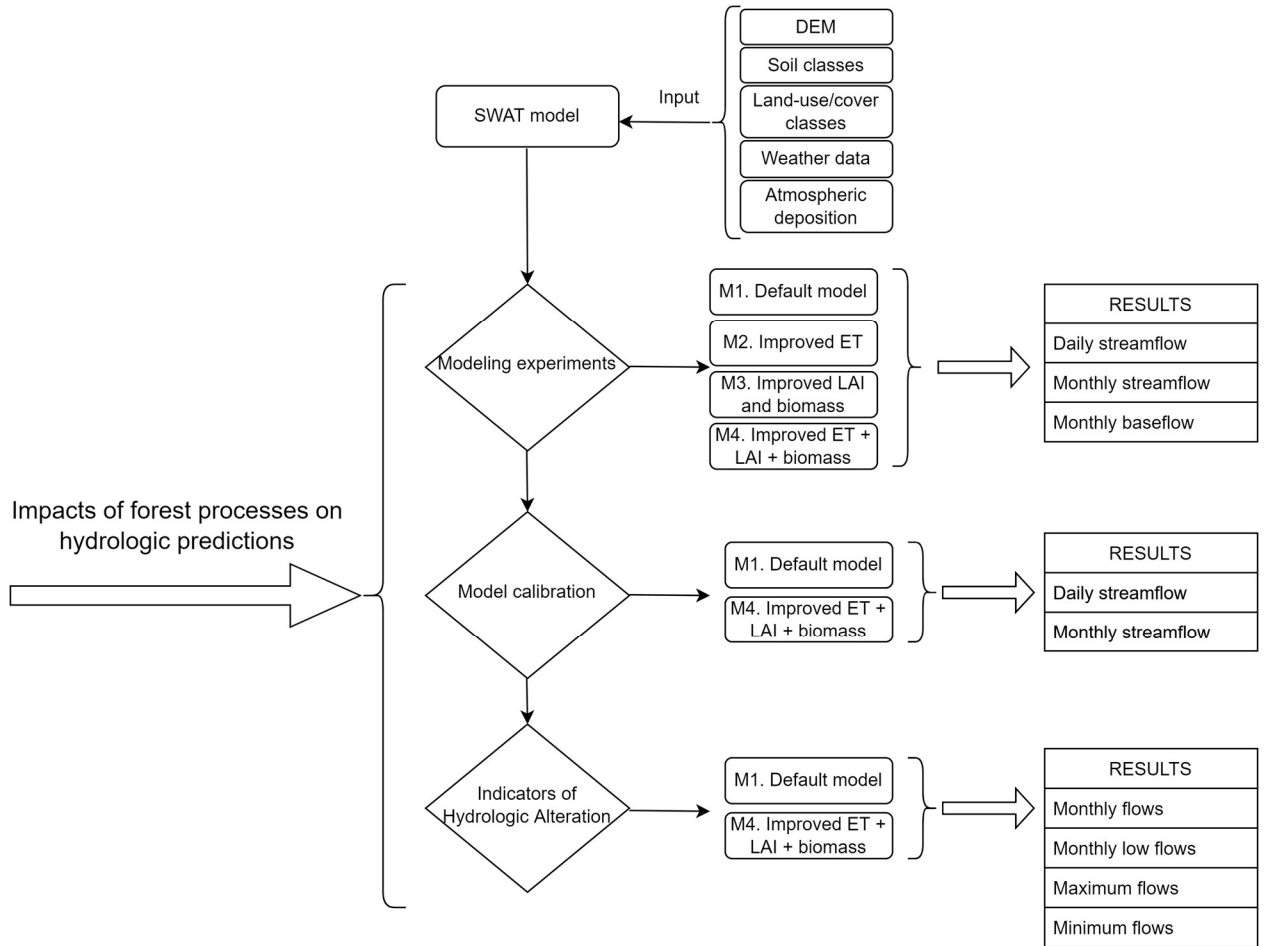 DEM
Soil classes
Land-use/cover
classes
Weather data
Atmospheric
deposition
Input
SWAT model
Modeling experiments
M1. Default model
M2. Improved ET
M3. Improved LAI
and biomass
M4. Improved ET +
LAI + biomass
RESULTS
Daily streamflow
Monthly streamflow
Monthly baseflow
Impacts of forest processes on
hydrologic predictions
Model calibration
M1. Default model
M4. Improved ET +
LAI + biomass
RESULTS
Daily streamflow
Monthly streamflow
Indicators of
Hydrologic Alteration
M1. Default model
M4. Improved ET +
LAI + biomass
RESULTS
Monthly flows
Monthly low flows
Maximum flows
Minimum flows